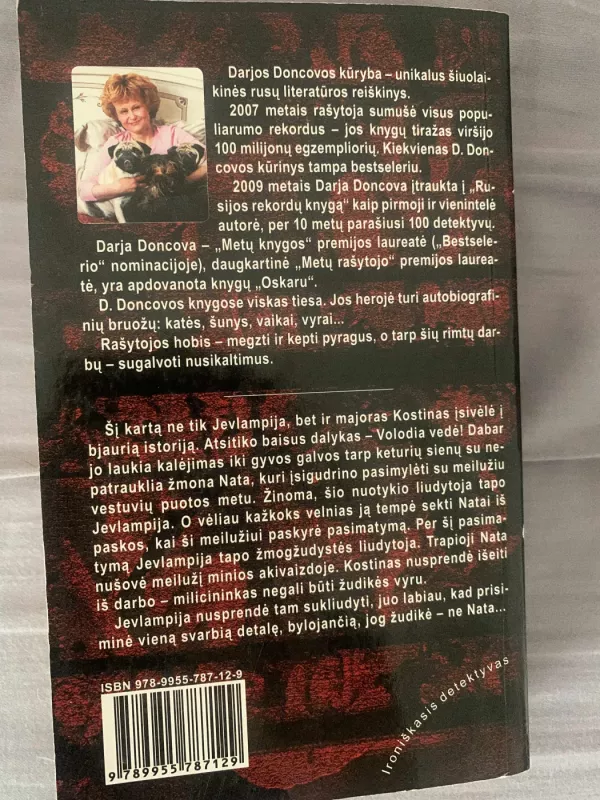 Darjos Doncovos kūryba – unikalus šiuolai-
kinės rusų literatūros reiškinys.
2007 metais rašytoja sumušė visus popu-
liarumo rekordus – jos knygų tiražas viršijo
100 milijonų egzempliorių. Kiekvienas D. Don-
covos kūrinys tampa bestseleriu.
2009 metais Darja Doncova įtraukta į „Ru-
sijos rekordų knygą“ kaip pirmoji ir vienintelė
autorė, per 10 metų parašiusi 100 detektyvų.
Darja Doncova – „Metų knygos“ premijos laureatė („Bestsele-
rio“ nominacijoje), daugkartinė „Metų rašytojo“ premijos laurea-
tė, yra apdovanota knygų „Oskaru“.
D. Doncovos knygose viskas tiesa. Jos herojė turi autobiografi-
nių bruožų: katės, šunys, vaikai, vyrai...
Rašytojos hobis – megzti ir kepti pyragus, o tarp šių rimtų dar-
bų – sugalvoti nusikaltimus.
Šį kartą ne tik Jevlampija, bet ir majoras Kostinas įsivėlė į
bjaurią istoriją. Atsitiko baisus dalykas – Volodia vedė! Dabar
jo laukia kalėjimas iki gyvos galvos tarp keturių sienų su ne-
patrauklia žmona Nata, kuri įsigudrino pasimylėti su meilužiu
vestuvių puotos metu. Žinoma, šio nuotykio liudytoja tapo
Jevlampija. O vėliau kažkoks velnias ją tempė sekti Natai iš
paskos, kai ši meilužiui paskyrė pasimatymą. Per šį pasima-
tymą Jevlampija tapo žmogžudystės liudytoja. Trapioji Nata
nušovė meilužį minios akivaizdoje. Kostinas nusprendė išeiti
iš darbo – milicininkas negali būti žudikės vyru.
Jevlampija nusprendė tam sukliudyti, juo labiau, kad prisi-
minė vieną svarbią detalę, bylojančią, jog žudikė – ne Nata...
ISBN 978-9955-787-12-9
9 789955 787129
Ironiškasis detektyvas